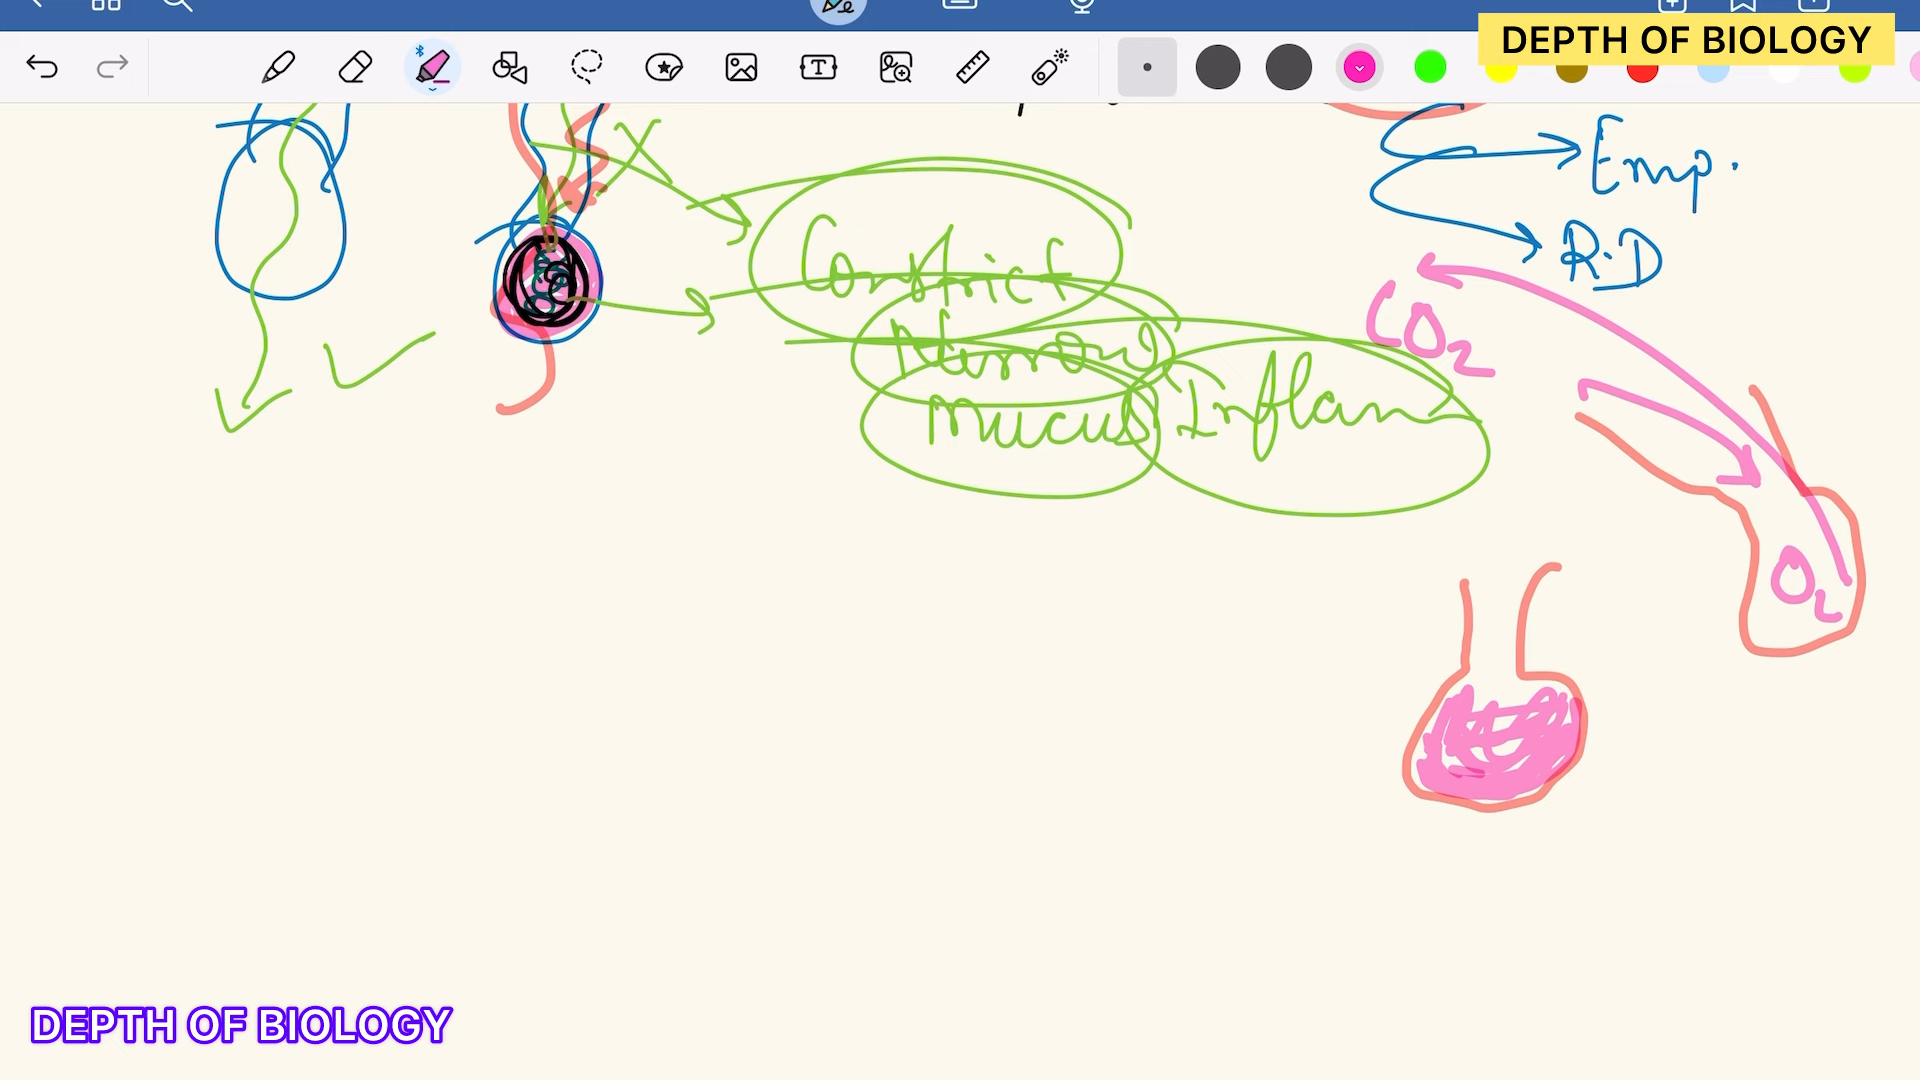 DEPTH OF BIOLOGY
Emp.
R.D
Constrict
CO2
Narrow
Mucus Inflam
O2
DEPTH OF BIOLOGY